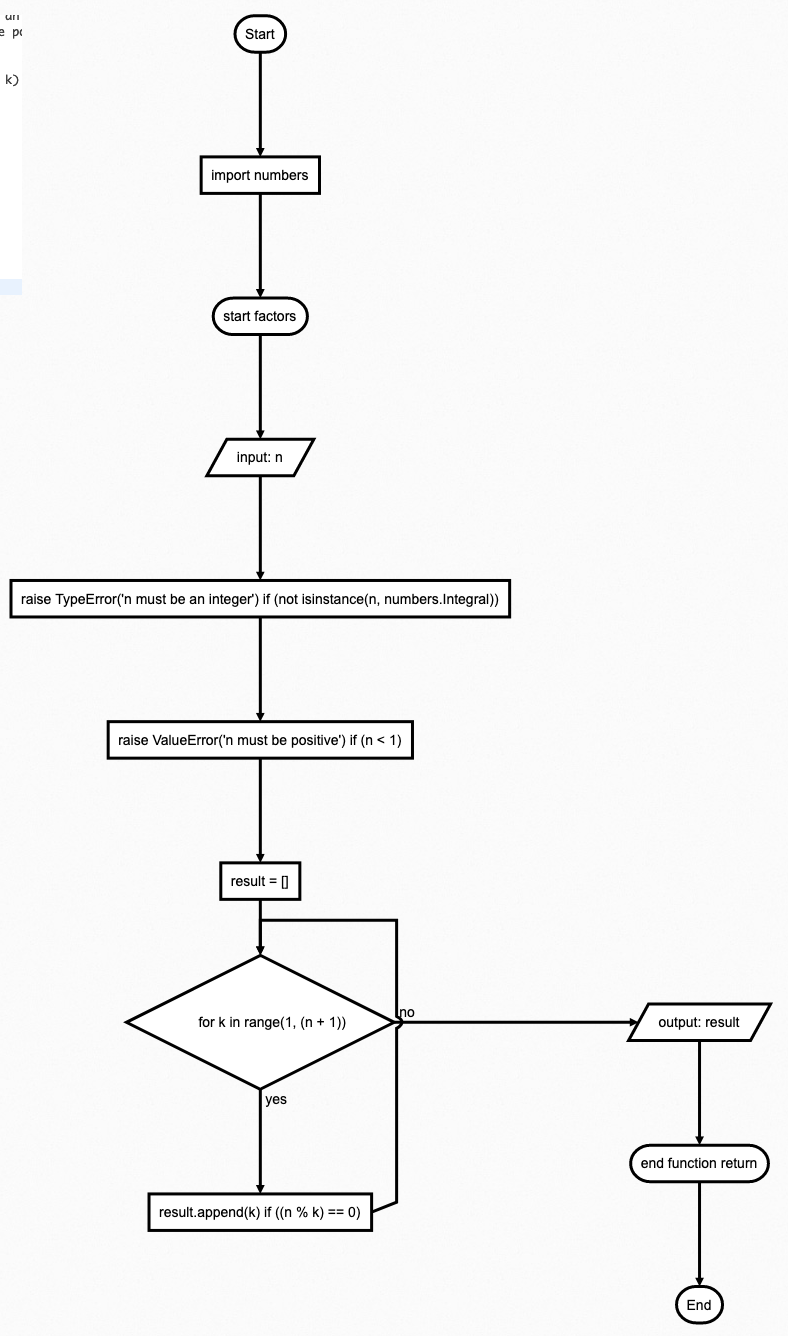 k)
Start
import numbers
start factors
input: n
raise TypeError('n must be an integer') if (not isinstance(n, numbers.Integral))
raise ValueError('n must be positive') if (n < 1)
result = []
for k in range(1, (n + 1))
no
output: result
yes
end function return
result.append(k) if ((n % k) == 0)
End